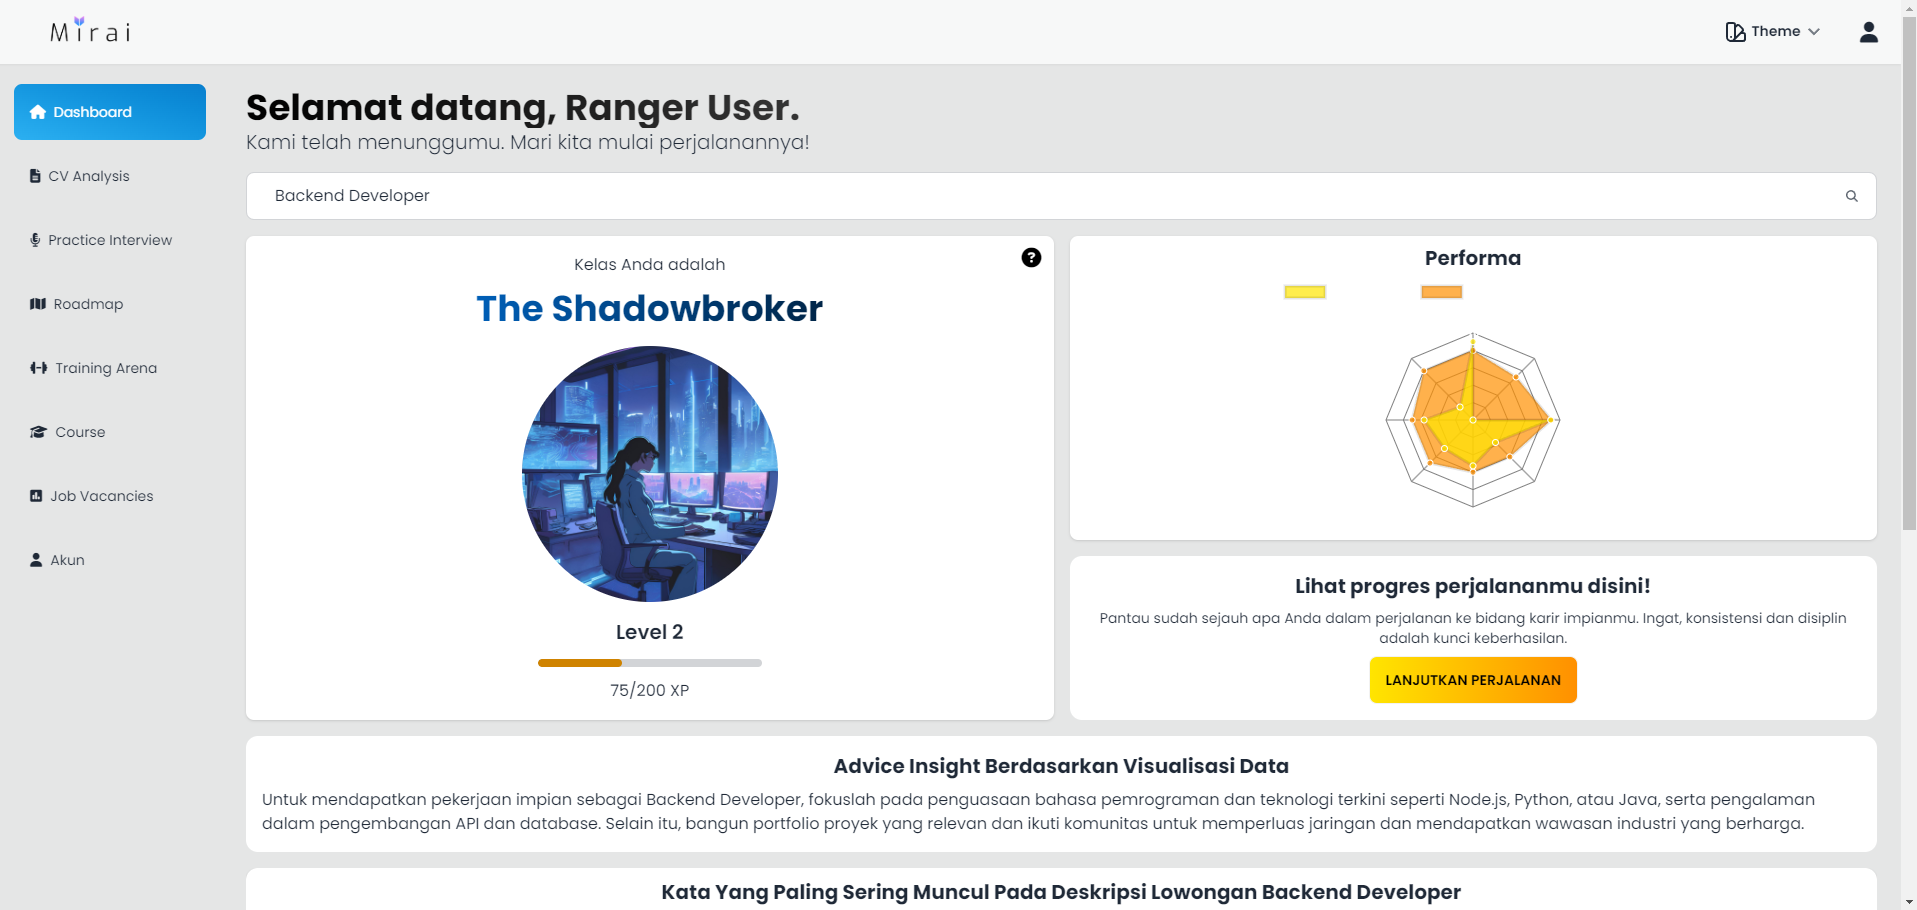 Mirai
Theme
Dashboard
CV Analysis
Practice Interview
Roadmap
Training Arena
Course
Job Vacancies
Akun
Selamat datang, Ranger User.
Kami telah menunggumu. Mari kita mulai perjalanannya!
Backend Developer
Kelas Anda adalah
The Shadowbroker
Level 2
75/200 XP
Performa
Lihat progres perjalananmu disini!
Pantau sudah sejauh apa Anda dalam perjalanan ke bidang karir impianmu. Ingat, konsistensi dan disiplin
adalah kunci keberhasilan.
LANJUTKAN PERJALANAN
Advice Insight Berdasarkan Visualisasi Data
Untuk mendapatkan pekerjaan impian sebagai Backend Developer, fokuslah pada penguasaan bahasa pemrograman dan teknologi terkini seperti Node.js, Python, atau Java, serta pengalaman
dalam pengembangan API dan database. Selain itu, bangun portfolio proyek yang relevan dan ikuti komunitas untuk memperluas jaringan dan mendapatkan wawasan industri yang berharga.
Kata Yang Paling Sering Muncul Pada Deskripsi Lowongan Backend Developer